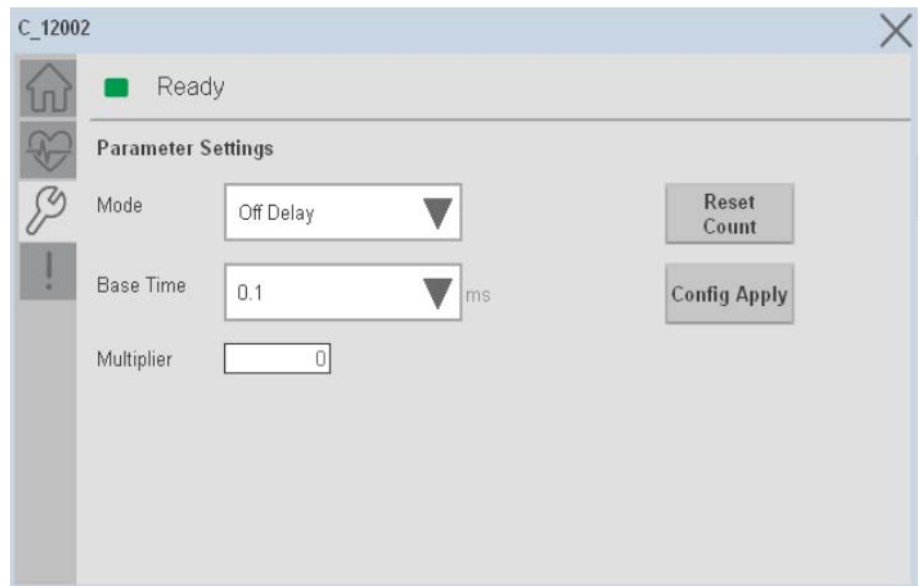 C_12002
Ready
Parameter Settings
Mode
Off Delay
Reset
Count
Base Time
0.1
ms
Config Apply
Multiplier
0